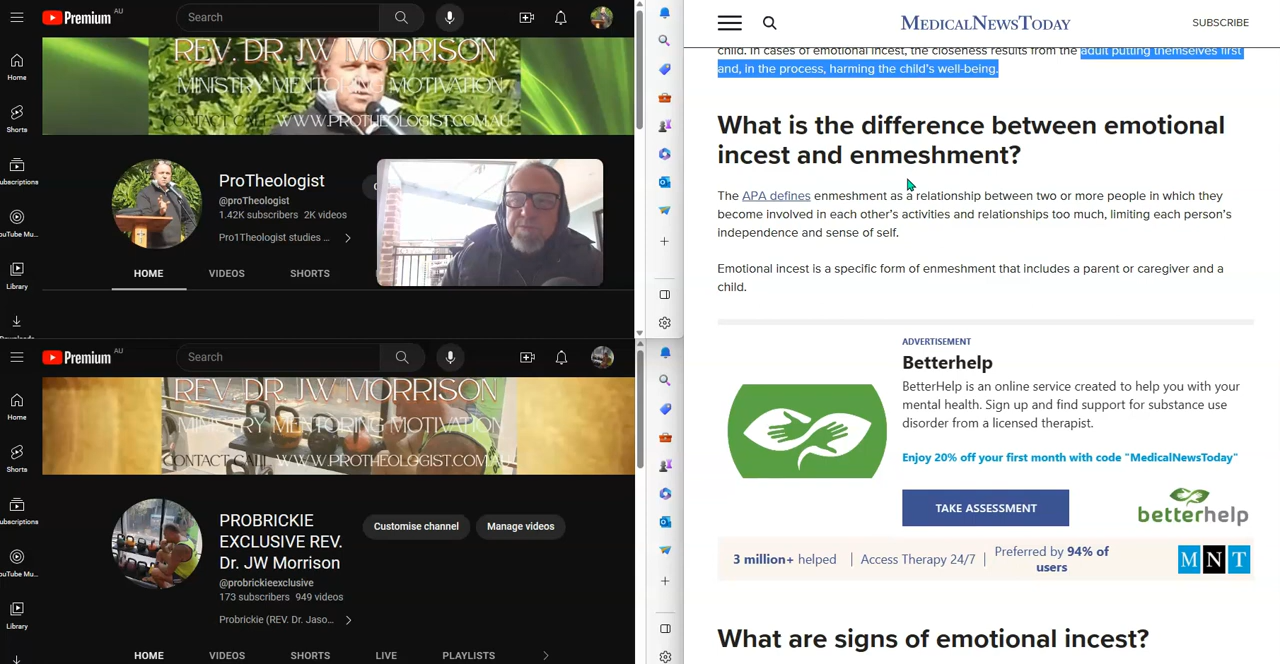 Premium AU
Search
REV. DR. JW MORRISON
MINISTRY MENTORING MOTIVATION
CONTACT CALL WWW.PROTHEOLOGIST.COM.AU
Home
Shorts
ubscriptions
ouTube Mu...
Library
ProTheologist
@proTheologist
1.42K subscribers 2K videos
Pro1Theologist studies ...
HOME VIDEOS SHORTS
Premium AU
Search
REV. DR. JW MORRISON
MINISTRY MENTORING MOTIVATION
CONTACT CALL WWW.PROTHEOLOGIST.COM.AU
Home
Shorts
ubscriptions
ouTube Mu...
Library
PROBRICKIE
EXCLUSIVE REV.
Dr. JW Morrison
@probrickieexclusive
173 subscribers 949 videos
Probrickie (REV. Dr. Jaso...
Customise channel
Manage videos
HOME VIDEOS SHORTS LIVE PLAYLISTS
MEDICALNEWSTODAY
SUBSCRIBE
child. In cases of emotional incest, the closeness results from the adult putting themselves first
and, in the process, harming the child's well-being.
What is the difference between emotional
incest and enmeshment?
The APA defines enmeshment as a relationship between two or more people in which they
become involved in each other's activities and relationships too much, limiting each person's
independence and sense of self.
Emotional incest is a specific form of enmeshment that includes a parent or caregiver and a
child.
ADVERTISEMENT
Betterhelp
BetterHelp is an online service created to help you with your
mental health. Sign up and find support for substance use
disorder from a licensed therapist.
Enjoy 20% off your first month with code "MedicalNewsToday"
TAKE ASSESSMENT
betterhelp
3 million+ helped | Access Therapy 24/7 | Preferred by 94% of
users
M N T
What are signs of emotional incest?